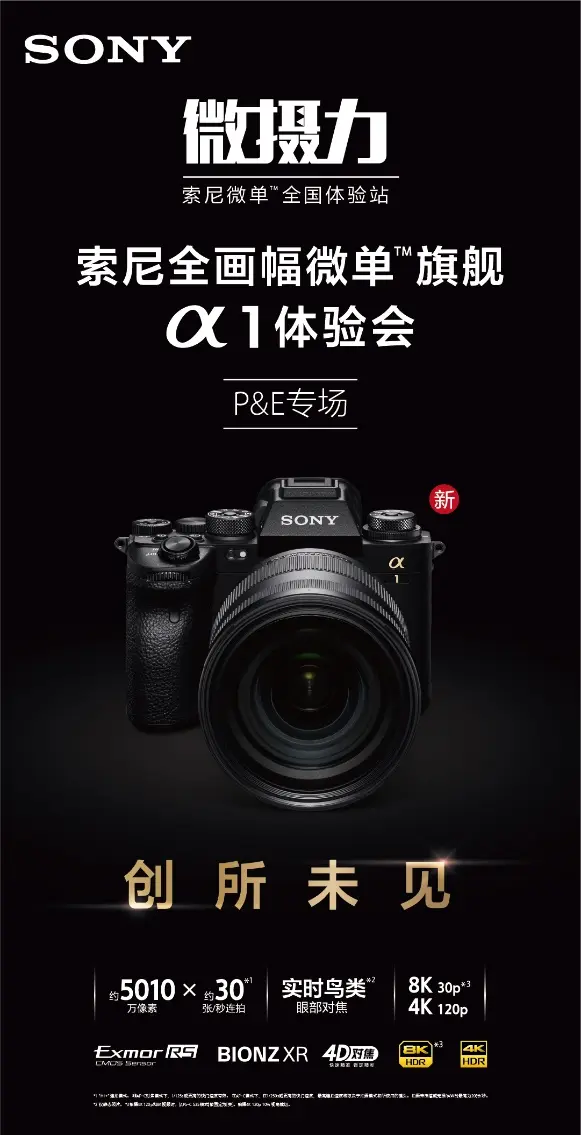 SONY
微摄力
索尼微单™全国体验站
索尼全画幅微单™旗舰
α1体验会
P&E专场
新
SONY
α
1
创所未见
约5010万像素 × 约30张/秒连拍*1
实时鸟类*2
眼部对焦
8K 30p*3
4K 120p
Exmor RS
CMOS Sensor
BIONZ XR
4D对焦
8K HDR*3
4K HDR